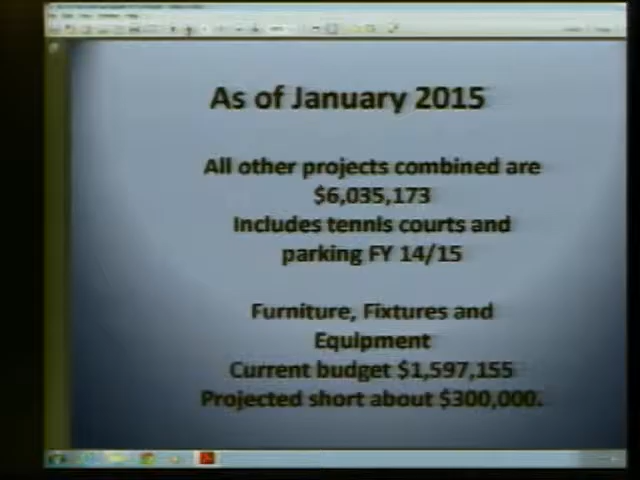 As of January 2015
All other projects combined are
$6,035,173
Includes tennis courts and
parking FY 14/15
Furniture, Fixtures and
Equipment
Current budget $1,597,155
Projected short about $300,000.